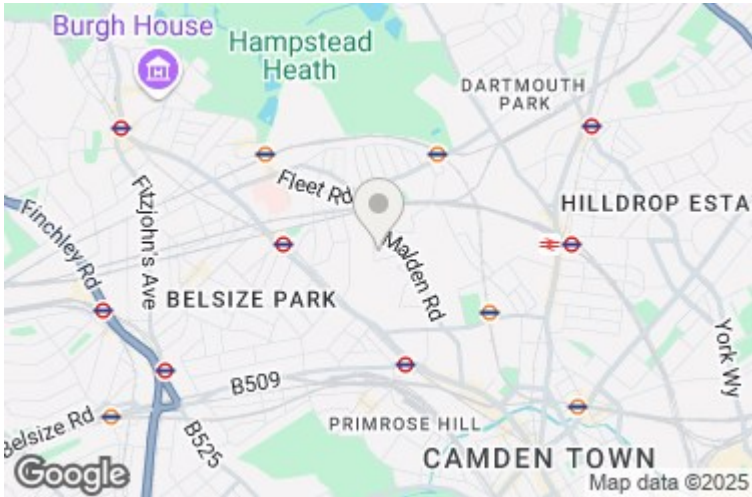 Burgh House
Hampstead
Heath
DARTMOUTH
PARK
Fleet Rd
Fitzjohn's Ave
Finchley Rd
HILLDROP ESTA
Malden Rd
BELSIZE PARK
York Wy
B509
Belsize Rd
B525
PRIMROSE HILL
CAMDEN TOWN
Google
Map data ©2025